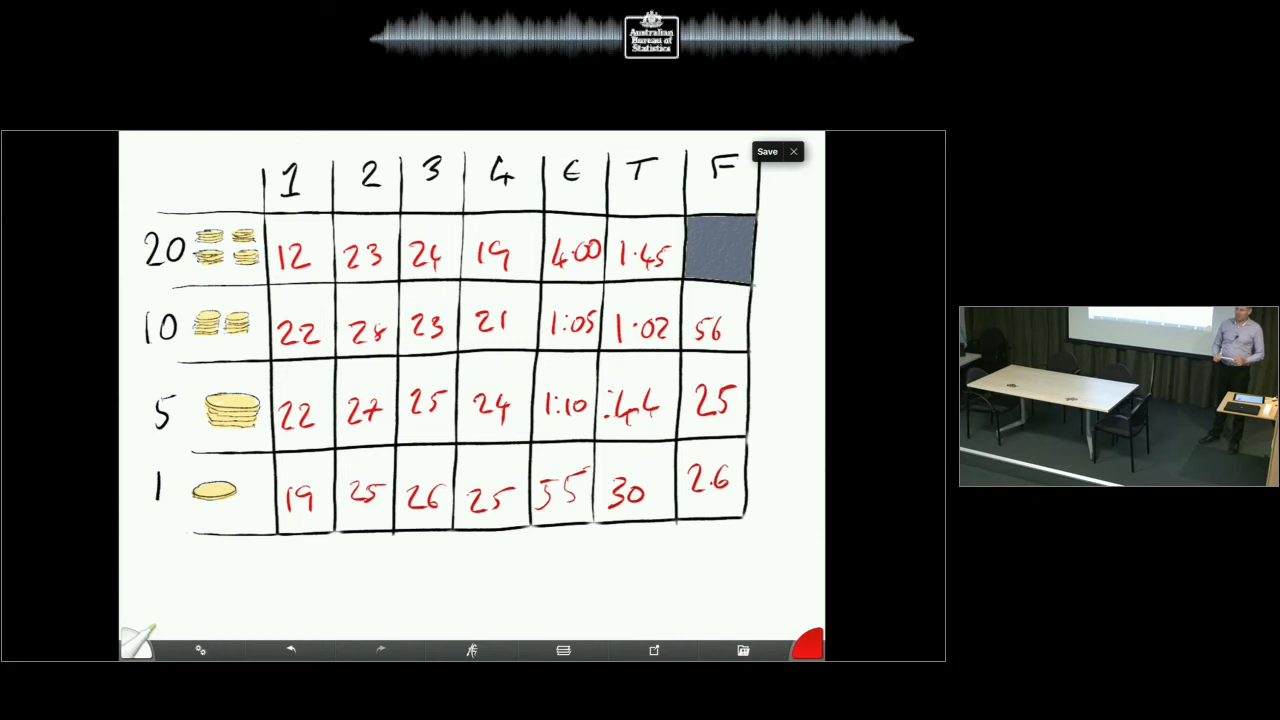 Australian
Bureau of
Statistics
Save
1 2 3 4 E T F
20 12 23 24 19 4.00 1.45
10 22 28 23 21 1:05 1.02 56
5 22 27 25 24 1:10 :44 25
1 19 25 26 25 55 30 2.6